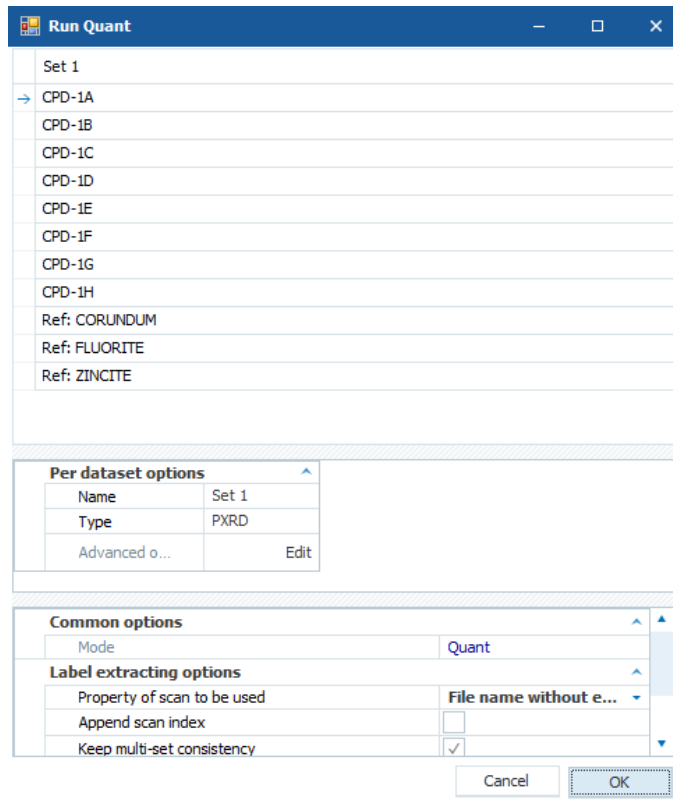 Run Quant
Set 1
CPD-1A
CPD-1B
CPD-1C
CPD-1D
CPD-1E
CPD-1F
CPD-1G
CPD-1H
Ref: CORUNDUM
Ref: FLUORITE
Ref: ZINCITE
Per dataset options
Name Set 1
Type PXRD
Advanced o... Edit
Common options
Mode Quant
Label extracting options
Property of scan to be used File name without e...
Append scan index
Keep multi-set consistency
Cancel OK